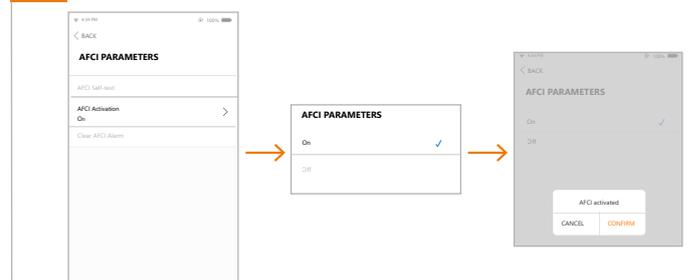 4:34 PM 100%
< BACK
AFCI PARAMETERS
AFCI Self-test
AFCI Activation
On
Clear AFCI Alarm
AFCI PARAMETERS
On
Off
100%
< BACK
AFCI PARAMETERS
On
Off
AFCI activated
CANCEL CONFIRM